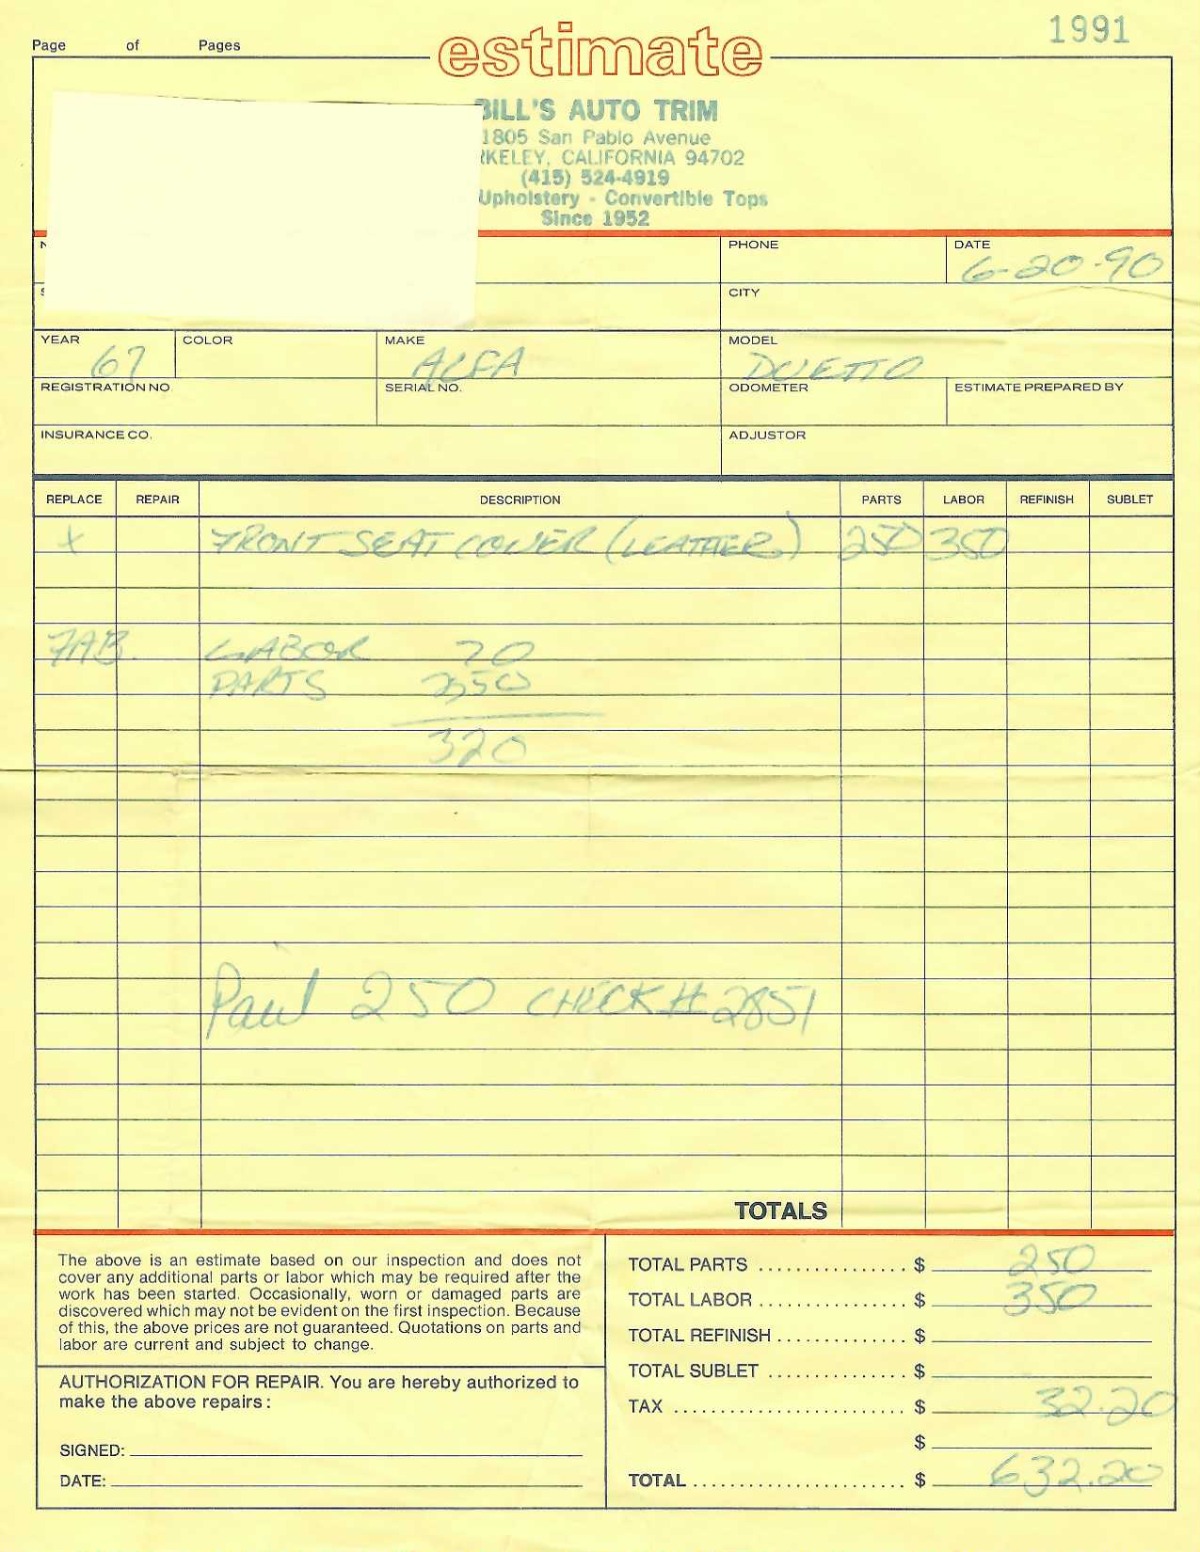 Page of Pages
estimate
1991
BILL'S AUTO TRIM
1805 San Pablo Avenue
RKELEY, CALIFORNIA 94702
(415) 524-4919
Upholstery - Convertible Tops
Since 1952
PHONE DATE 6-20-90
CITY
YEAR 67 COLOR MAKE ALFA MODEL DUETTO
REGISTRATION NO. SERIAL NO. ODOMETER ESTIMATE PREPARED BY
INSURANCE CO. ADJUSTOR
REPLACE REPAIR DESCRIPTION PARTS LABOR REFINISH SUBLET
X FRONT SEAT COVER (LEATHER) 250 350
FAB. LABOR 70
PARTS 250
320
Paid 250 CHECK # 2851
TOTALS
The above is an estimate based on our inspection and does not
cover any additional parts or labor which may be required after the
work has been started. Occasionally, worn or damaged parts are
discovered which may not be evident on the first inspection. Because
of this, the above prices are not guaranteed. Quotations on parts and
labor are current and subject to change.
AUTHORIZATION FOR REPAIR. You are hereby authorized to
make the above repairs:
SIGNED:
DATE:
TOTAL PARTS $ 250
TOTAL LABOR $ 350
TOTAL REFINISH $
TOTAL SUBLET $
TAX $ 32.20
$
TOTAL $ 632.20